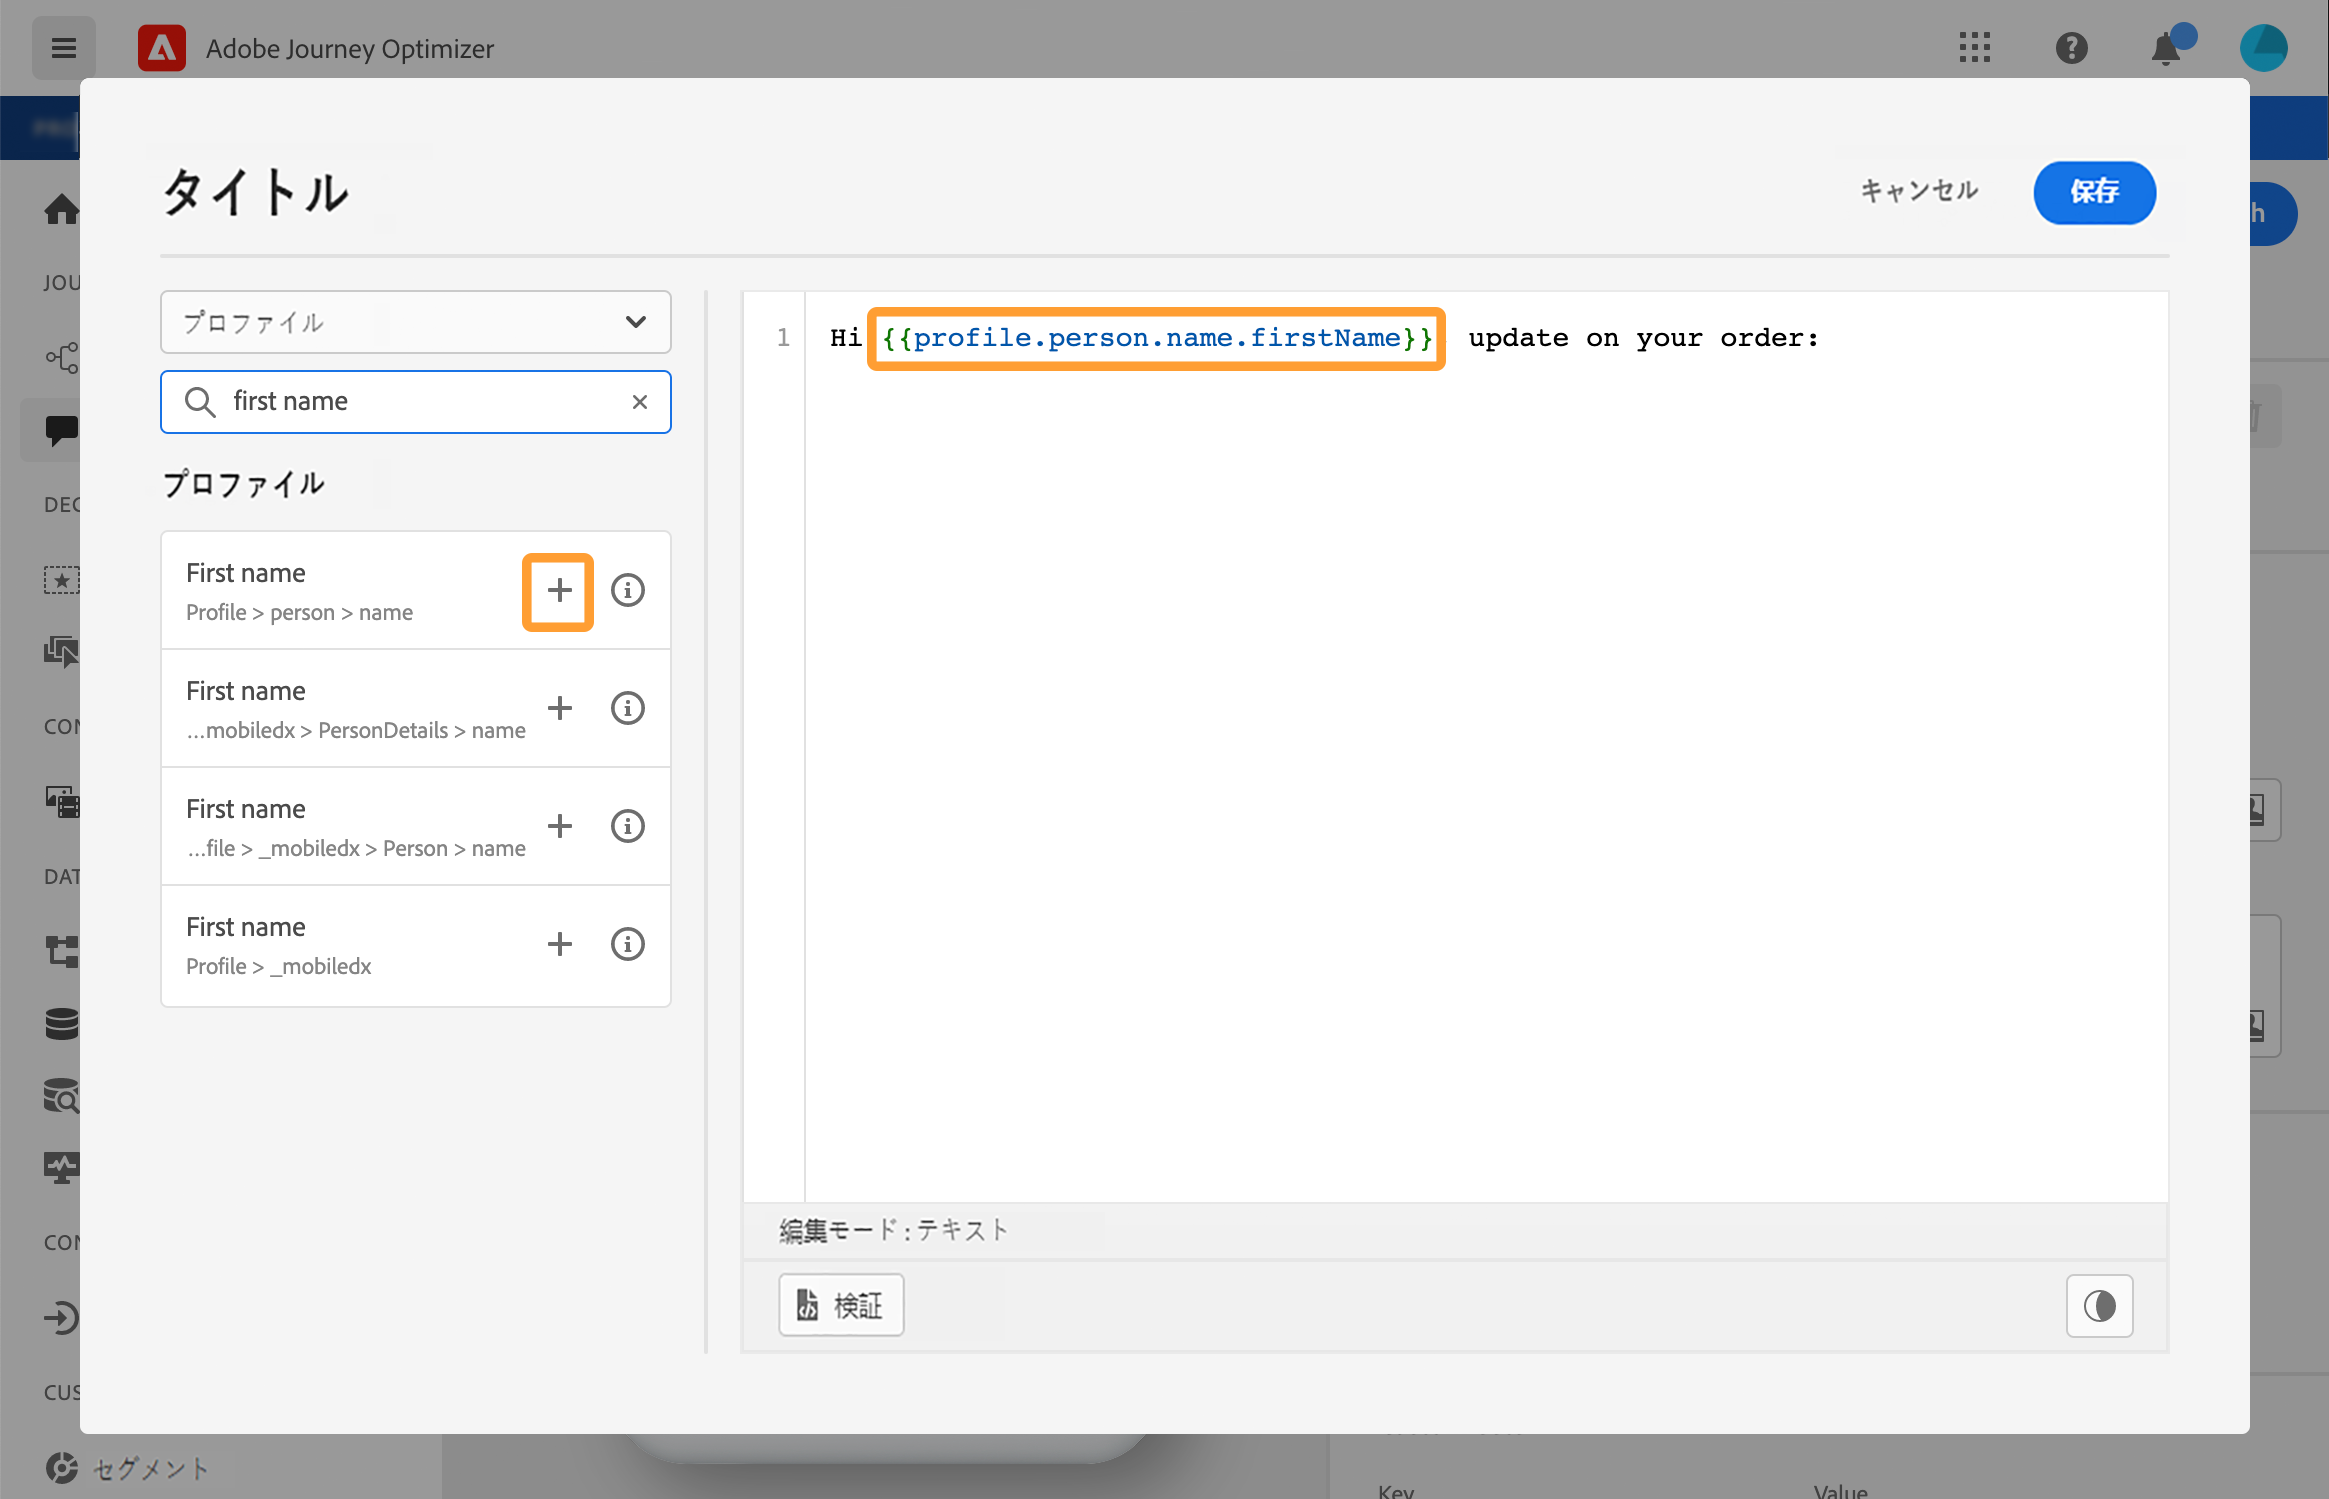 Adobe Journey Optimizer
タイトル
キャンセル
保存
h
JOU
プロファイル
first name
プロファイル
DEC
First name
Profile > person > name
First name
...mobiledx > PersonDetails > name
CON
First name
...file > _mobiledx > Person > name
DAT
First name
Profile > _mobiledx
1
Hi {{profile.person.name.firstName}} update on your order:
編集モード : テキスト
検証
CON
CUS
セグメント
Key
Value